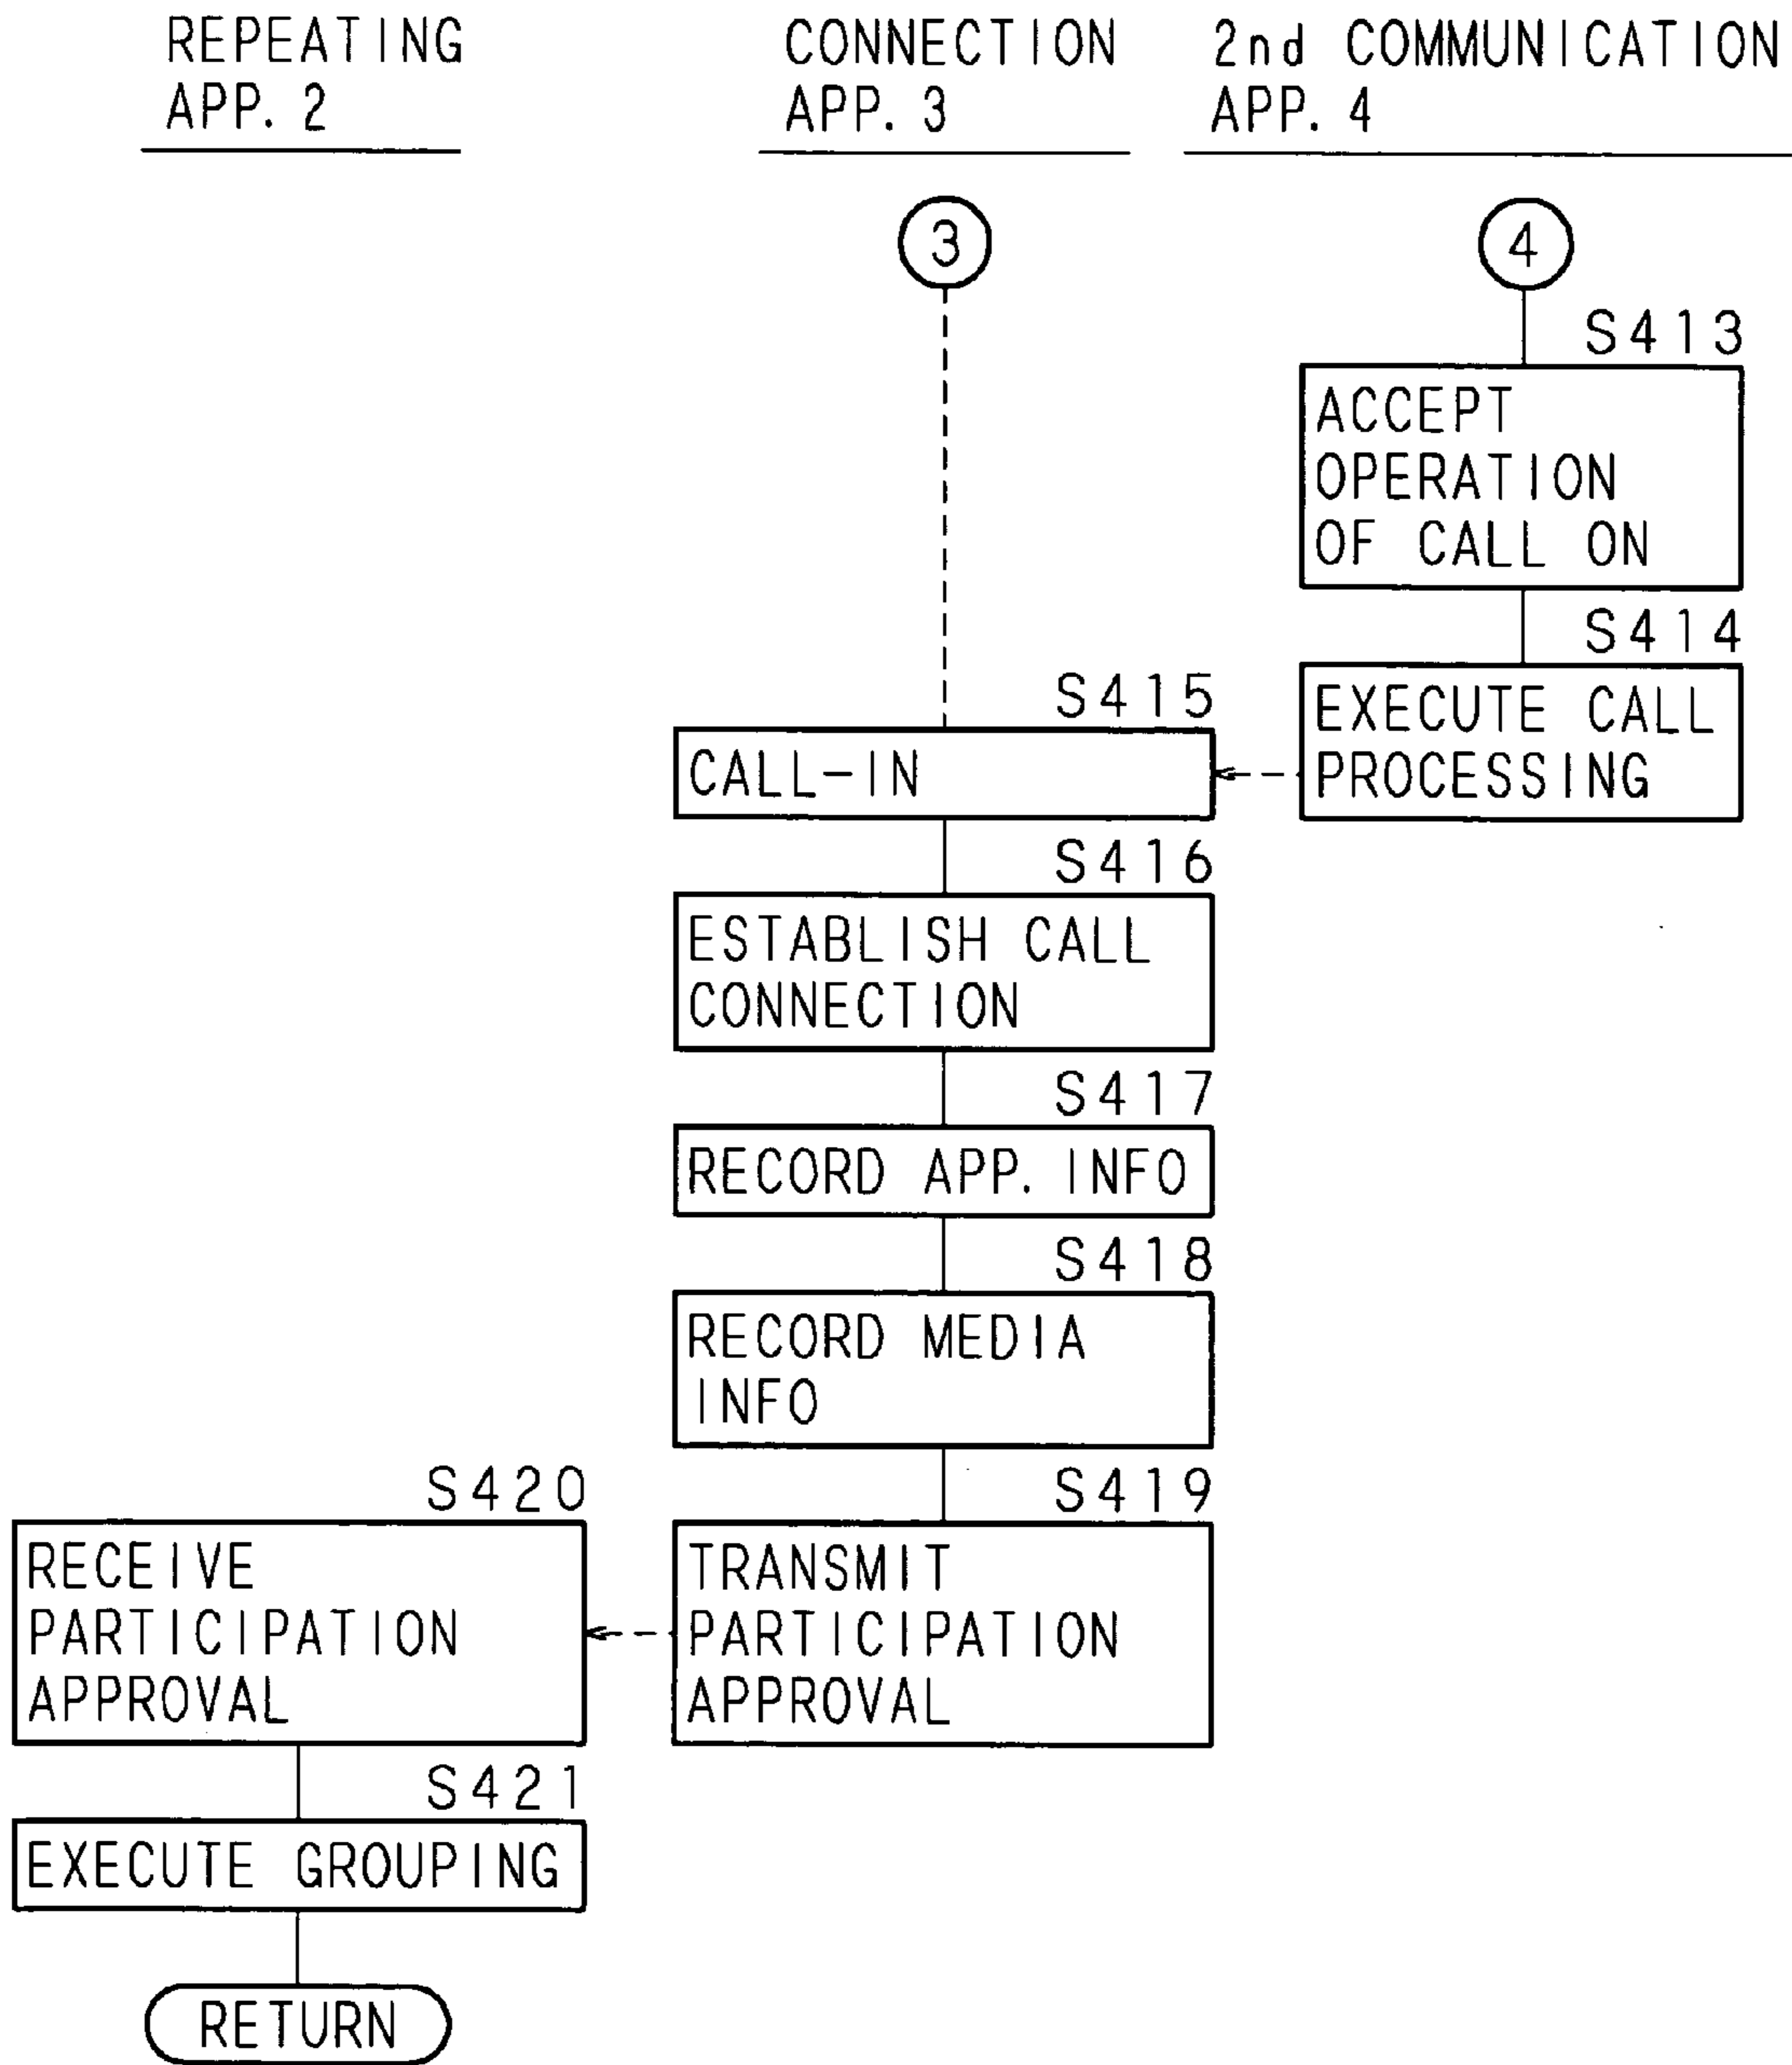 REPEATING
APP. 2
CONNECTION
APP. 3
2nd COMMUNICATION
APP. 4
3
4
S413
ACCEPT
OPERATION
OF CALL ON
S414
EXECUTE CALL
PROCESSING
S415
CALL-IN
S416
ESTABLISH CALL
CONNECTION
S417
RECORD APP. INFO
S418
RECORD MEDIA
INFO
S419
TRANSMIT
PARTICIPATION
APPROVAL
S420
RECEIVE
PARTICIPATION
APPROVAL
S421
EXECUTE GROUPING
RETURN